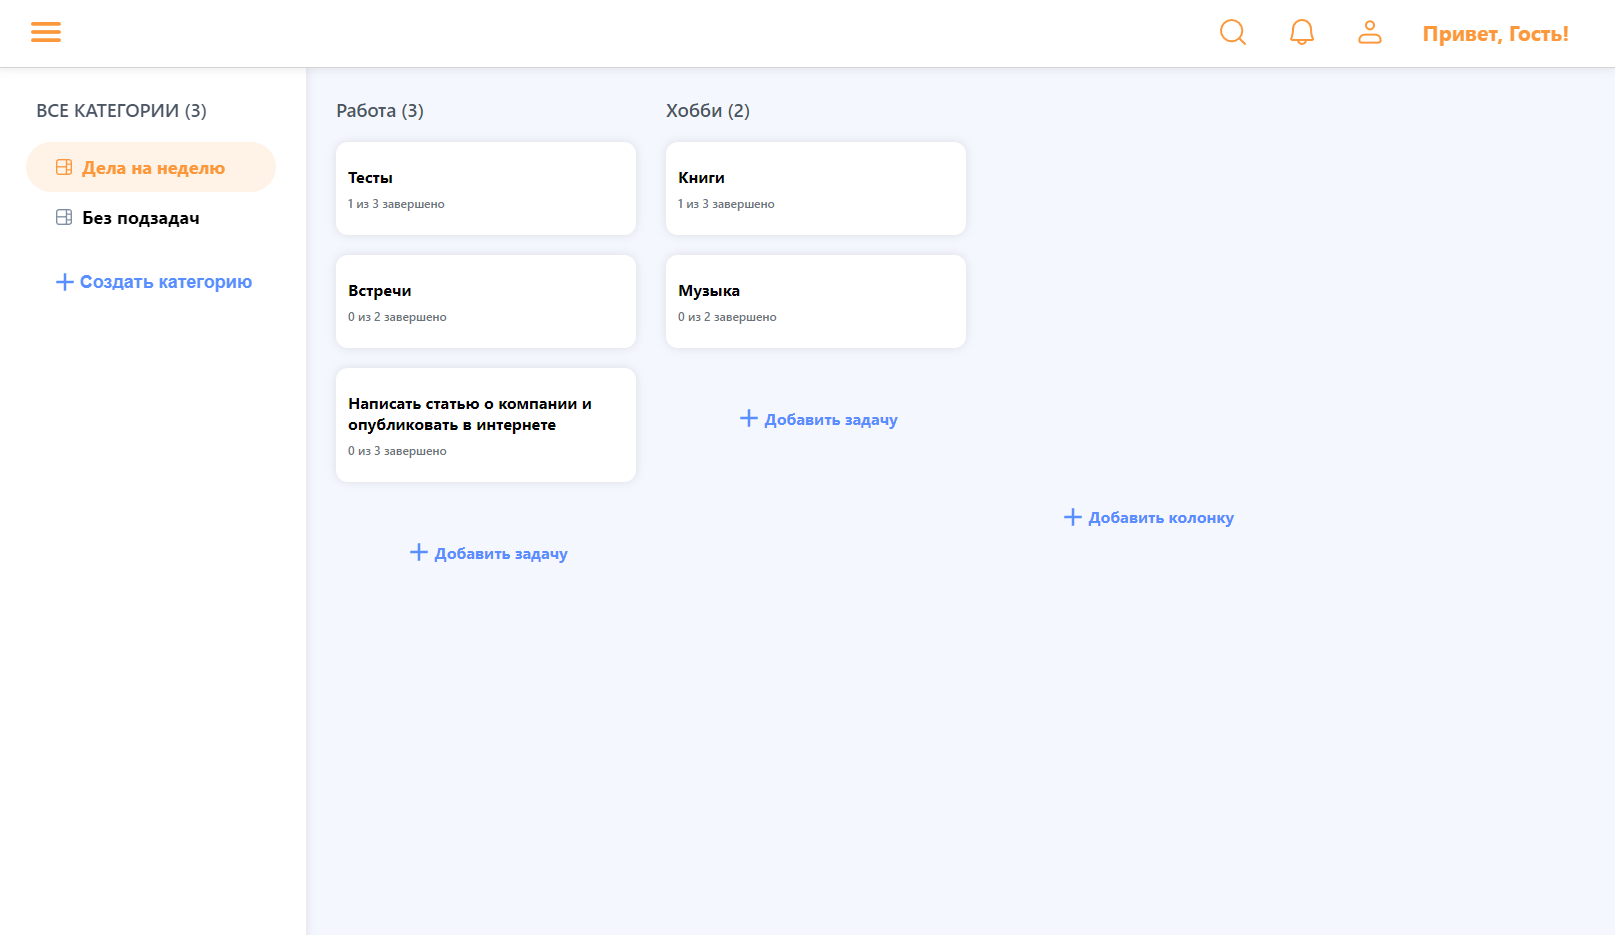 Привет, Гость!
ВСЕ КАТЕГОРИИ (3)
Дела на неделю
Без подзадач
Создать категорию
Работа (3)
Тесты
1 из 3 завершено
Встречи
0 из 2 завершено
Написать статью о компании и
опубликовать в интернете
0 из 3 завершено
Добавить задачу
Хобби (2)
Книги
1 из 3 завершено
Музыка
0 из 2 завершено
Добавить задачу
Добавить колонку